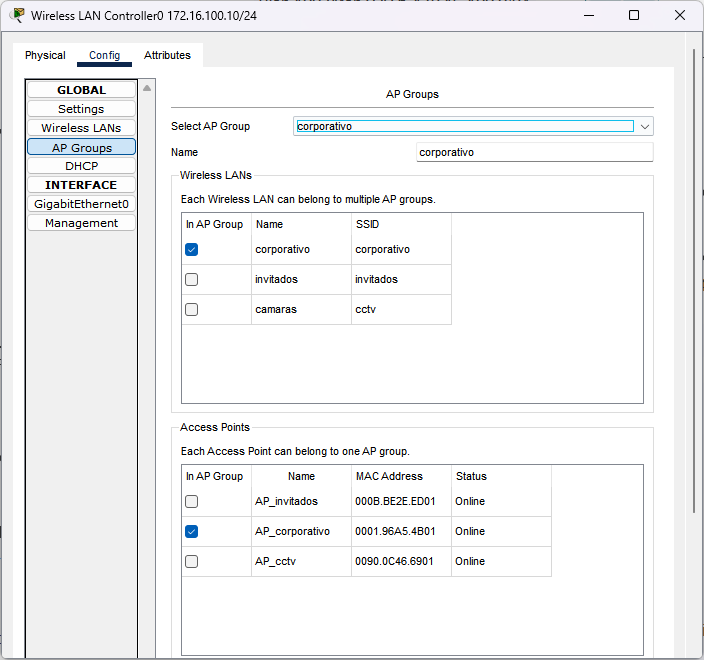 Wireless LAN Controller0 172.16.100.10/24
Physical Config Attributes
GLOBAL
Settings
Wireless LANs
AP Groups
DHCP
INTERFACE
GigabitEthernet0
Management
AP Groups
Select AP Group corporativo
Name corporativo
Wireless LANs
Each Wireless LAN can belong to multiple AP groups.
In AP Group Name SSID
corporativo corporativo
invitados invitados
camaras cctv
Access Points
Each Access Point can belong to one AP group.
In AP Group Name MAC Address Status
AP_invitados 000B.BE2E.ED01 Online
AP_corporativo 0001.96A5.4B01 Online
AP_cctv 0090.0C46.6901 Online